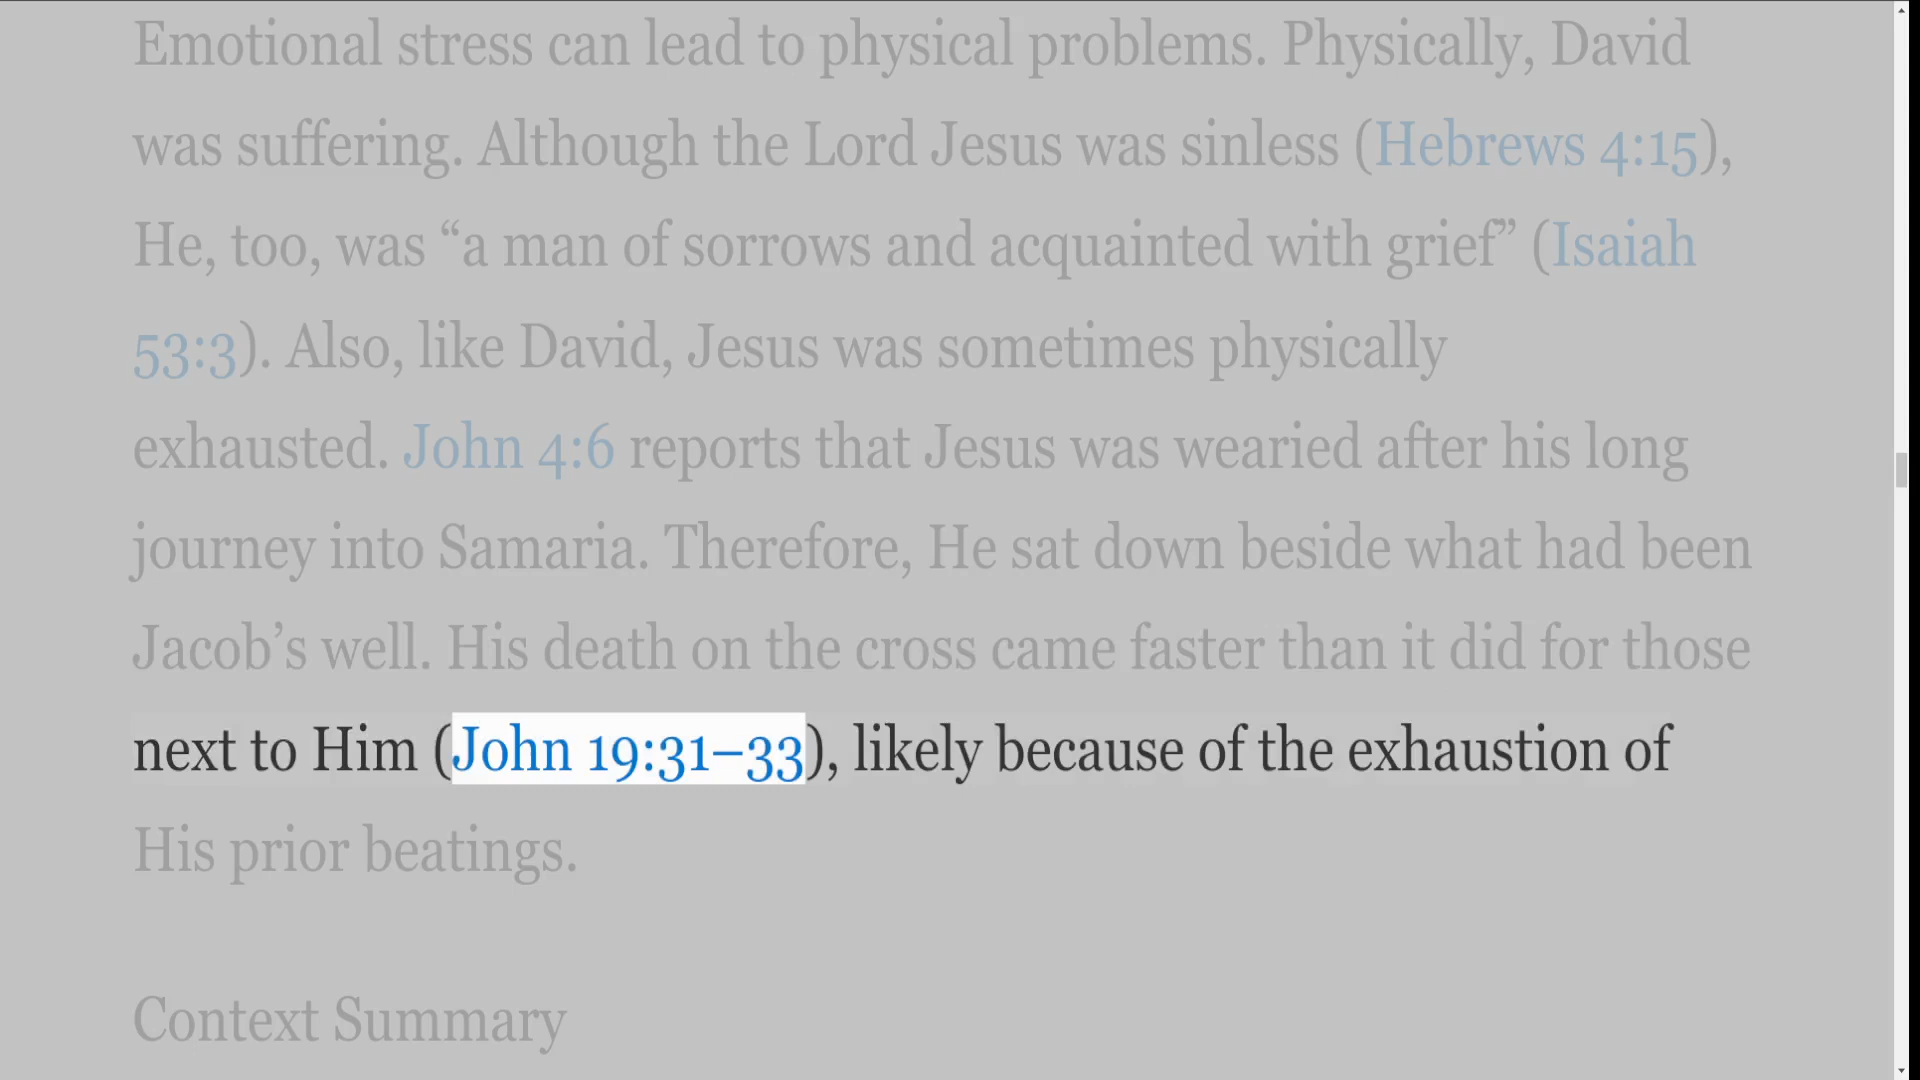 Emotional stress can lead to physical problems. Physically, David
was suffering. Although the Lord Jesus was sinless (Hebrews 4:15),
He, too, was “a man of sorrows and acquainted with grief” (Isaiah
53:3). Also, like David, Jesus was sometimes physically
exhausted. John 4:6 reports that Jesus was wearied after his long
journey into Samaria. Therefore, He sat down beside what had been
Jacob’s well. His death on the cross came faster than it did for those
next to Him (John 19:31–33), likely because of the exhaustion of
His prior beatings.
Context Summary